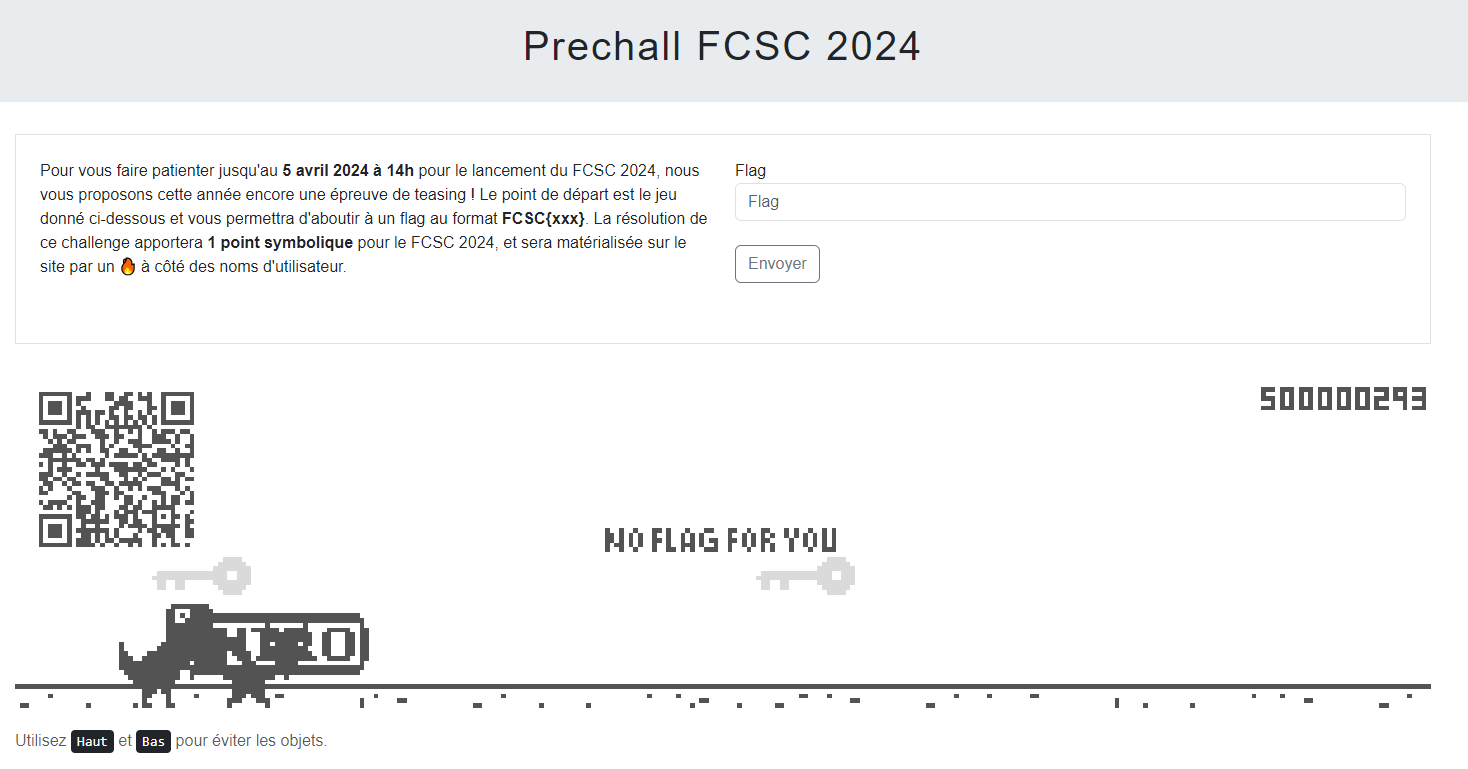 Prechall FCSC 2024
Pour vous faire patienter jusqu'au 5 avril 2024 à 14h pour le lancement du FCSC 2024, nous
vous proposons cette année encore une épreuve de teasing ! Le point de départ est le jeu
donné ci-dessous et vous permettra d'aboutir à un flag au format FCSC{xxx}. La résolution de
ce challenge apportera 1 point symbolique pour le FCSC 2024, et sera matérialisée sur le
site par un 🔥 à côté des noms d'utilisateur.
Flag
Flag
Envoyer
500000293
NO FLAG FOR YOU
Utilisez Haut et Bas pour éviter les objets.